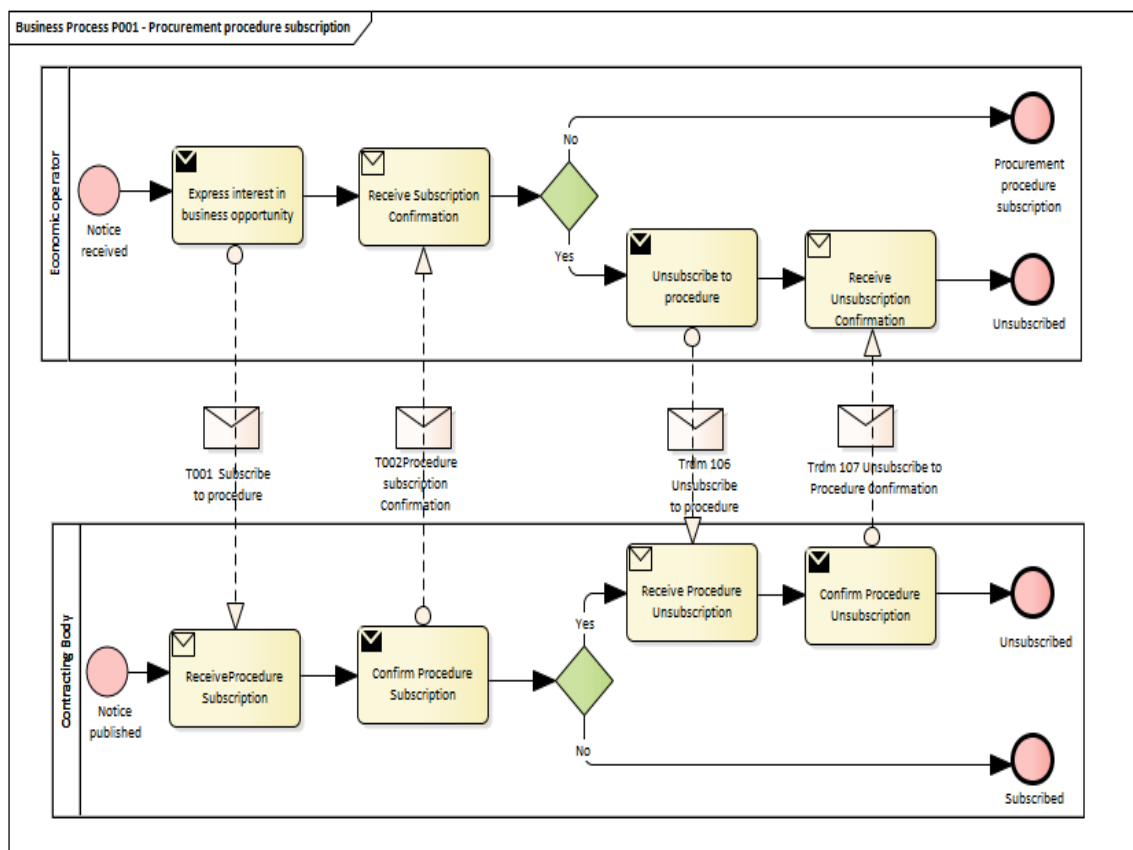 Business Process P001 - Procurement procedure subscription
Economic operator
Notice
received
Express interest in
business opportunity
Receive Subscription
Confirmation
No
Yes
Procurement
procedure
subscription
Unsubscribe to
procedure
Receive
Unsubscription
Confirmation
Unsubscribed
T001 Subscribe
to procedure
T002Procedure
subscription
Confirmation
Trdm 106
Unsubscribe
to procedure
Trdm 107 Unsubscribe to
Procedure Confirmation
Contracting Body
Notice
published
ReceiveProcedure
Subscription
Confirm Procedure
Subscription
Yes
No
Receive Procedure
Unsubscription
Confirm Procedure
Unsubscription
Unsubscribed
Subscribed